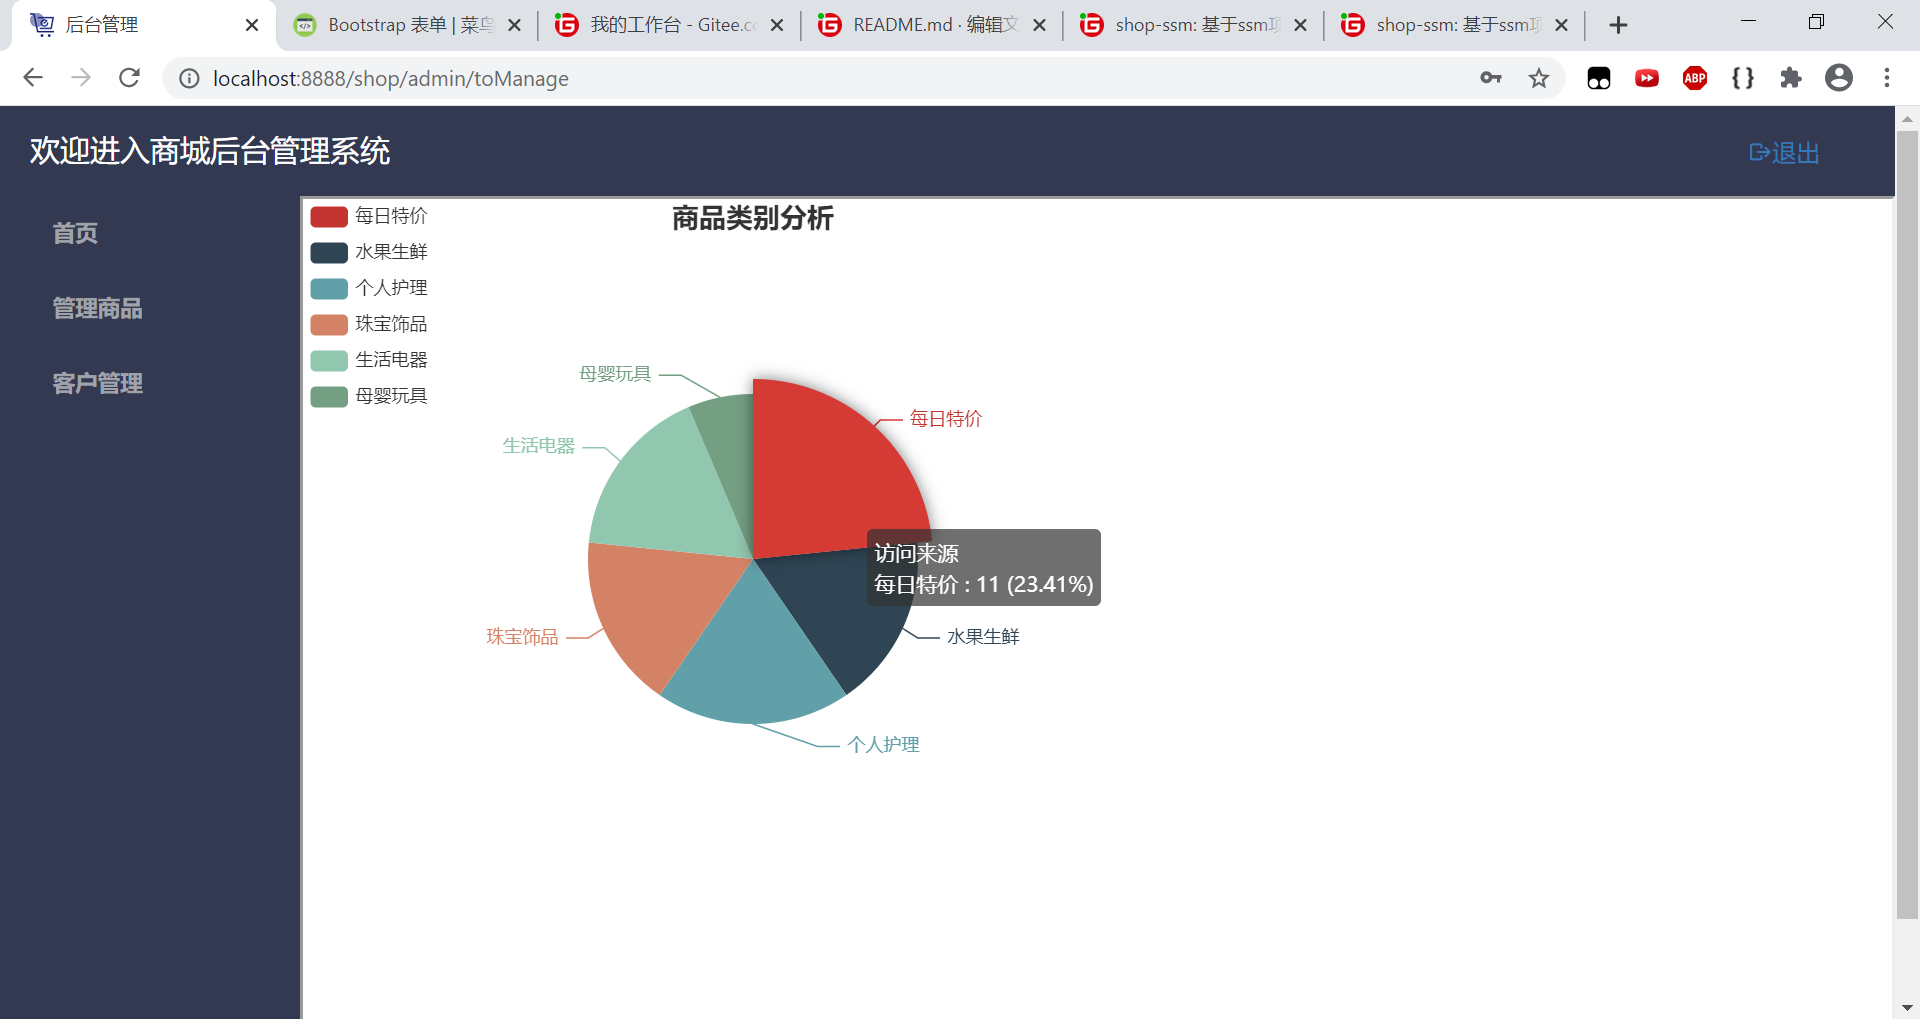 后台管理
Bootstrap 表单 | 菜鸟
我的工作台 - Gitee.co
README.md · 编辑文
shop-ssm: 基于ssm项
shop-ssm: 基于ssm项
localhost:8888/shop/admin/toManage
ABP
欢迎进入商城后台管理系统
退出
首页
管理商品
客户管理
商品类别分析
每日特价
水果生鲜
个人护理
珠宝饰品
生活电器
母婴玩具
母婴玩具
每日特价
生活电器
访问来源
每日特价 : 11 (23.41%)
珠宝饰品
水果生鲜
个人护理